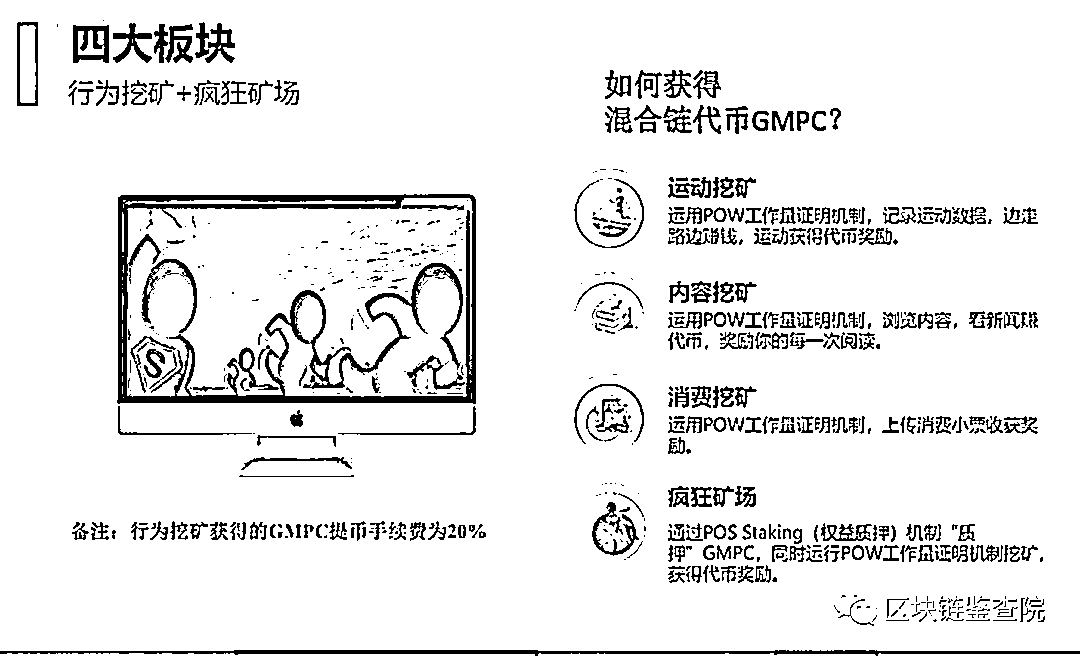 四大板块
行为挖矿+疯狂矿场
如何获得
混合链代币GMPC？
运动挖矿
运用POW工作量证明机制，记录运动数据，边走
路边赚钱，运动获得代币奖励。
内容挖矿
运用POW工作量证明机制，浏览内容，看新闻赚
代币，奖励你的每一次阅读。
消费挖矿
运用POW工作量证明机制，上传消费小票收获奖
励。
疯狂矿场
通过POS Staking（权益质押）机制“质
押”GMPC，同时运行POW工作量证明机制挖矿，
获得代币奖励。
备注：行为挖矿获得的GMPC提币手续费为20%
区块链鉴查院